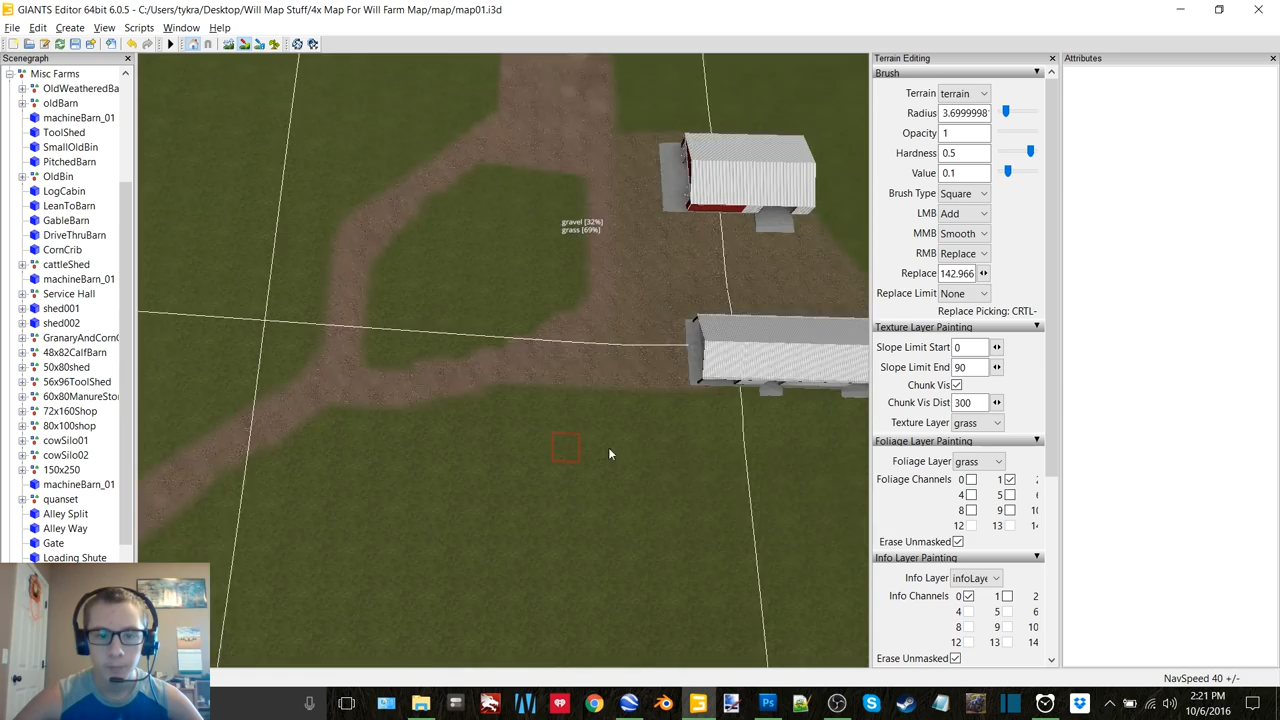 GIANTS Editor 64bit 6.0.5 - C:/Users/tykra/Desktop/Will Map Stuff/4x Map For Will Farm Map/map/map01.i3d
File Edit Create View Scripts Window Help
Scenegraph
Misc Farms
OldWeatheredBa
oldBarn
machineBarn_01
ToolShed
SmallOldBin
PitchedBarn
OldBin
LogCabin
LeanToBarn
GableBarn
DriveThruBarn
CornCrib
cattleShed
machineBarn_01
Service Hall
shed001
shed002
GranaryAndCorn
48x82CalfBarn
50x80shed
56x96ToolShed
60x80ManureSto
72x160Shop
80x100shop
cowSilo01
cowSilo02
150x250
machineBarn_01
quanset
Alley Split
Alley Way
Gate
Loading Shute
gravel [32%]
grass [69%]
Terrain Editing
Brush
Terrain terrain
Radius 3.6999998
Opacity 1
Hardness 0.5
Value 0.1
Brush Type Square
LMB Add
MMB Smooth
RMB Replace
Replace 142.966
Replace Limit None
Replace Picking: CRTL-
Texture Layer Painting
Slope Limit Start 0
Slope Limit End 90
Chunk Vis
Chunk Vis Dist 300
Texture Layer grass
Foliage Layer Painting
Foliage Layer grass
Foliage Channels 0 1 2
4 5 6
8 9 10
12 13 14
Erase Unmasked
Info Layer Painting
Info Layer infoLaye
Info Channels 0 1 2
4 5 6
8 9 10
12 13 14
Erase Unmasked
Attributes
NavSpeed 40 +/-
2:21 PM
10/6/2016